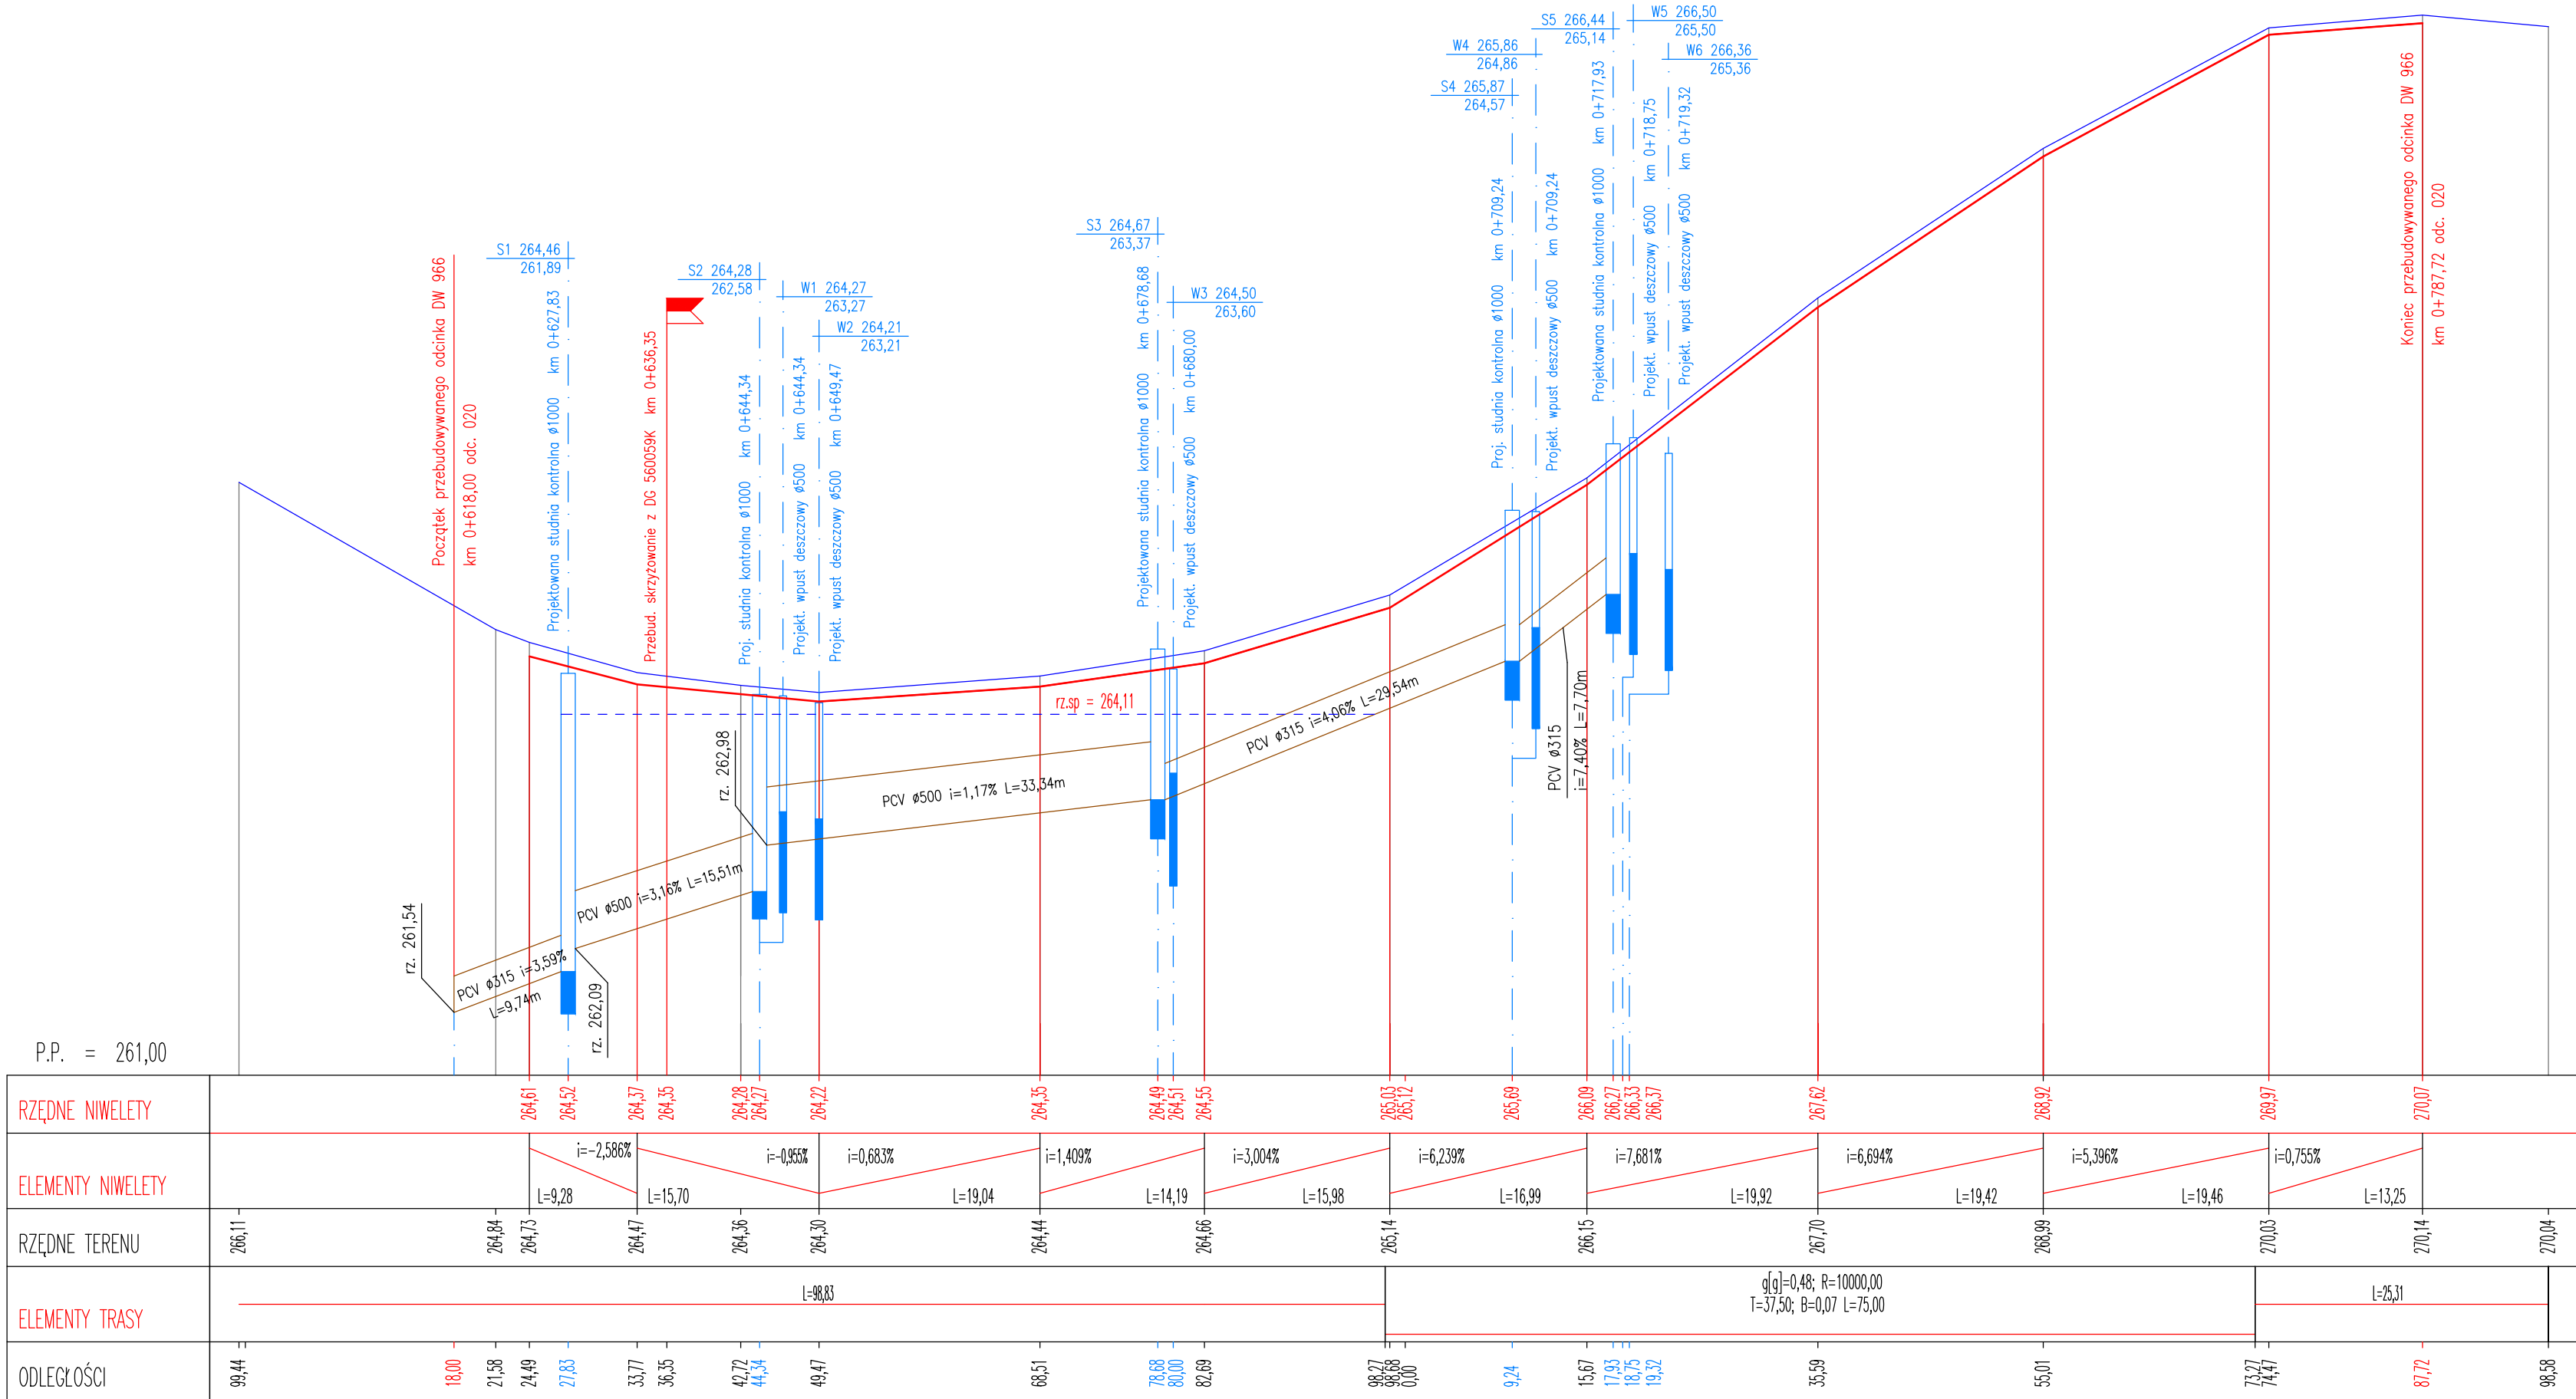 S1 264,46
261,89
Początek przebudowywanego odcinka DW 966
km 0+618,00 odc. 020
Projektowana studnia kontrolna ø1000 km 0+627,83
Przebud. skrzyżowanie z DG 560059K km 0+636,35
S2 264,28
262,58
Proj. studnia kontrolna ø1000 km 0+644,34
W1 264,27
263,27
Projekt. wpust deszczowy ø500 km 0+644,34
W2 264,21
263,21
Projekt. wpust deszczowy ø500 km 0+649,47
S3 264,67
263,37
Projektowana studnia kontrolna ø1000 km 0+678,68
W3 264,50
263,60
Projekt. wpust deszczowy ø500 km 0+680,00
S4 265,87
264,57
Proj. studnia kontrolna ø1000 km 0+709,24
W4 265,86
264,86
Projekt. wpust deszczowy ø500 km 0+709,24
S5 266,44
265,14
Projektowana studnia kontrolna ø1000 km 0+717,93
W5 266,50
265,50
Projekt. wpust deszczowy ø500 km 0+718,75
W6 266,36
265,36
Projekt. wpust deszczowy ø500 km 0+719,32
Koniec przebudowywanego odcinka DW 966
km 0+787,72 odc. 020
rz.sp = 264,11
rz. 261,54
PCV ø315 i=3,59%
L=9,74m
rz. 262,09
PCV ø500 i=3,16% L=15,51m
rz. 262,98
PCV ø500 i=1,17% L=33,34m
PCV ø315 i=4,06% L=29,54m
PCV ø315
i=7,40% L=7,70m
P.P. = 261,00
RZĘDNE NIWELETY
264,61 264,52 264,37 264,35 264,28 264,27 264,22 264,35 264,49 264,51 264,55 265,03 265,12 265,69 266,09 266,27 266,33 266,37 267,62 268,92 269,97 270,07
ELEMENTY NIWELETY
i=-2,586% i=-0,955% i=0,683% i=1,409% i=3,004% i=6,239% i=7,681% i=6,694% i=5,396% i=0,755%
L=9,28 L=15,70 L=19,04 L=14,19 L=15,98 L=16,99 L=19,92 L=19,42 L=19,46 L=13,25
RZĘDNE TERENU
266,11 264,84 264,73 264,47 264,36 264,30 264,44 264,66 265,14 266,15 267,70 268,99 270,03 270,14 270,04
ELEMENTY TRASY
L=98,83
g[g]=0,48; R=10000,00
T=37,50; B=0,07 L=75,00
L=25,31
ODLEGŁOŚCI
99,44 18,00 21,58 24,49 27,83 33,77 36,35 42,72 44,34 49,47 68,51 78,68 80,00 82,69 98,27 98,68 0,00 9,24 15,67 17,93 18,75 19,32 35,59 55,01 73,27 74,47 87,72 98,58